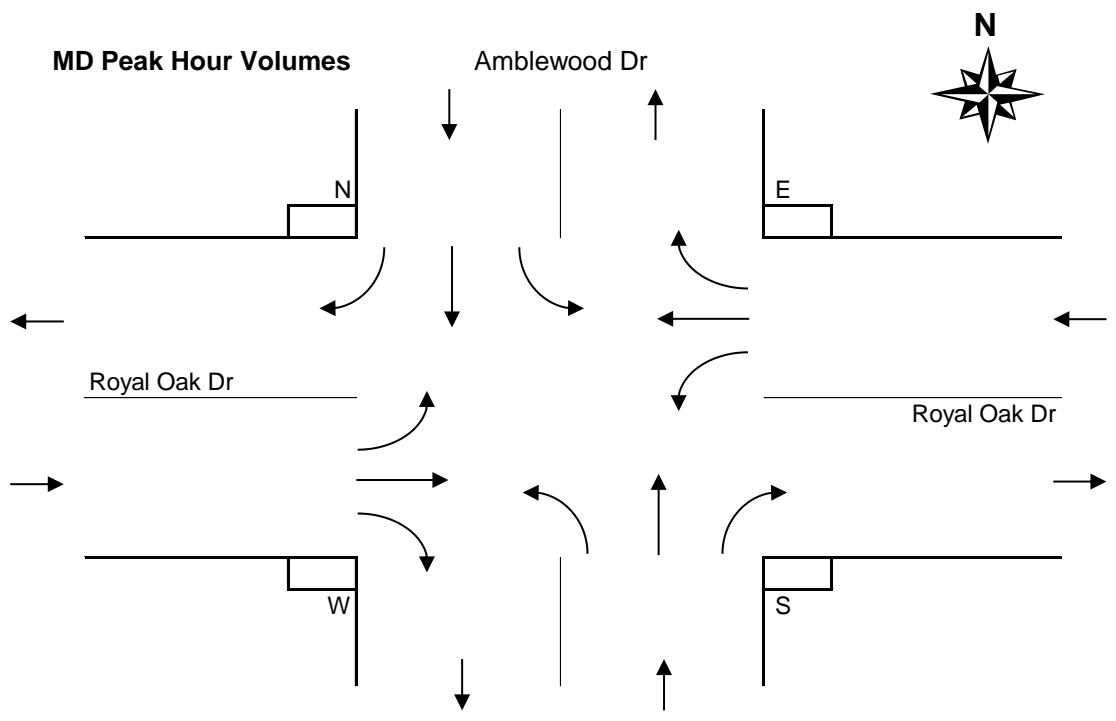 N
MD Peak Hour Volumes Amblewood Dr
N E
Royal Oak Dr
Royal Oak Dr
W S